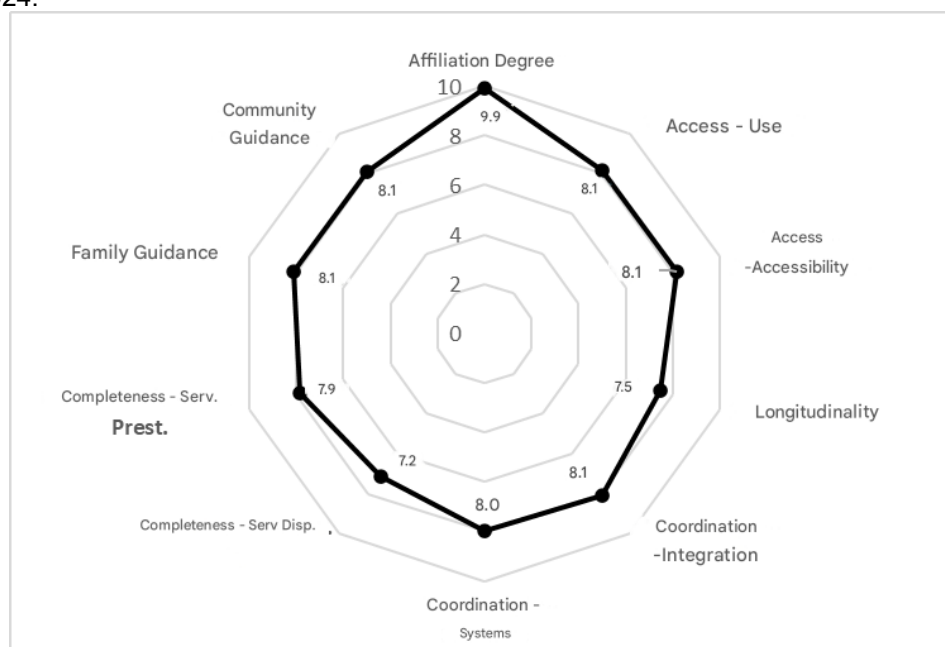 24.
Affiliation Degree
10
9.9
Community
Guidance
8
Access - Use
8.1
8.1
6
Access
-Accessibility
Family Guidance
4
8.1
8.1
2
0
7.5
7.9
Completeness - Serv.
Prest.
Longitudinality
7.2
8.1
8.0
Completeness - Serv Disp.
Coordination
-Integration
Coordination -
Systems